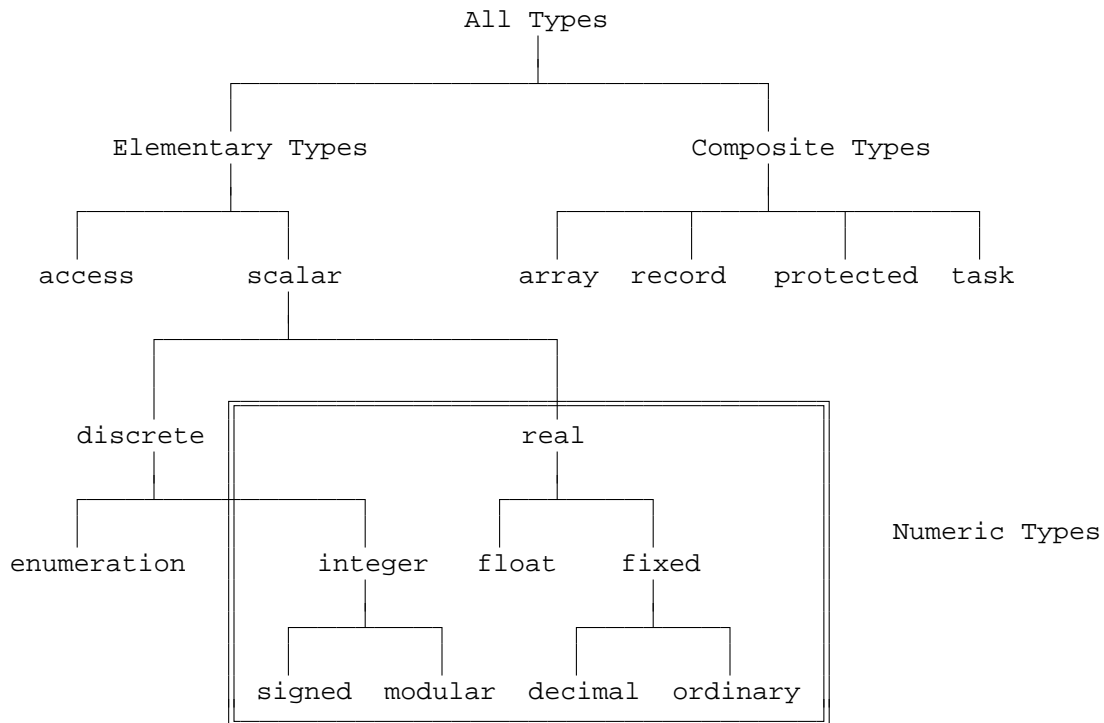 All Types
Elementary Types Composite Types
access scalar array record protected task
discrete real
Numeric Types
enumeration integer float fixed
signed modular decimal ordinary